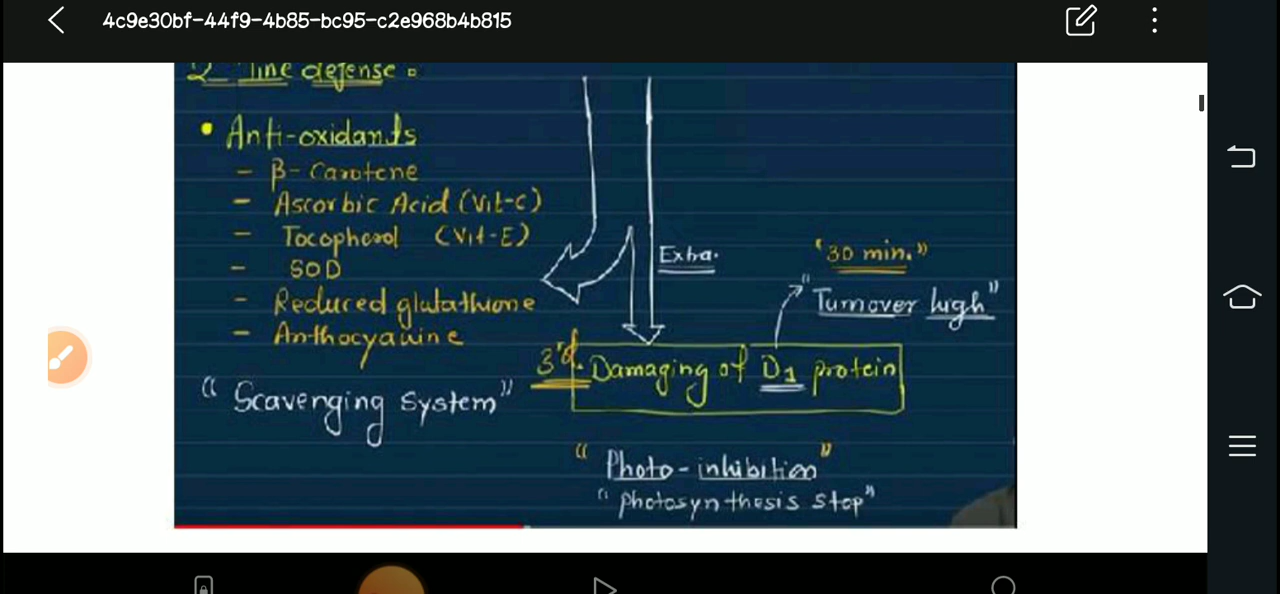 4c9e30bf-44f9-4b85-bc95-c2e968b4b815
2 line defense :
• Anti-oxidants
- β- Carotene
- Ascorbic Acid (Vit-C)
- Tocopherol (Vit-E)
- SOD
- Reduced glutathione
- Anthocyanine
"Scavenging system"
Extra.
"30 min."
"Turnover high"
3rd. Damaging of D1 protein
"Photo-inhibition"
"photosynthesis stop"